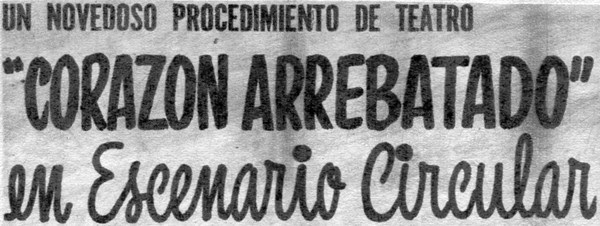 UN NOVEDOSO PROCEDIMIENTO DE TEATRO
"CORAZON ARREBATADO"
en Escenario Circular